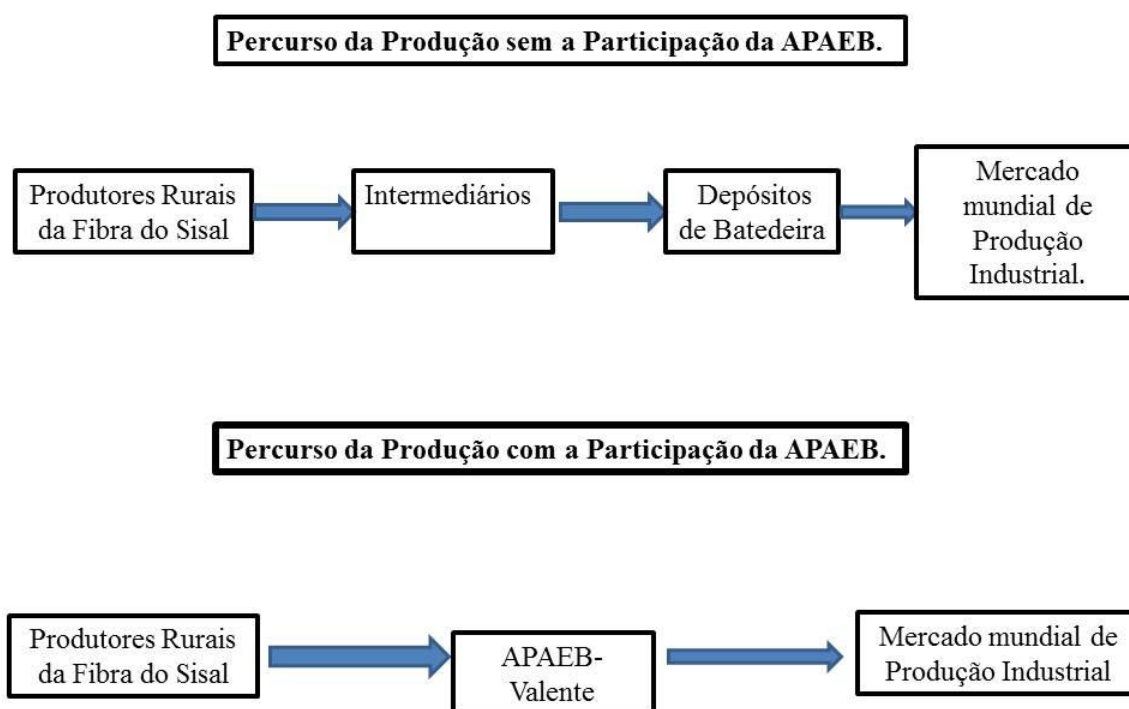 Percurso da Produção sem a Participação da APAEB.
Produtores Rurais
da Fibra do Sisal
Intermediários
Depósitos
de Batedeira
Mercado
mundial de
Produção
Industrial.
Percurso da Produção com a Participação da APAEB.
Produtores Rurais
da Fibra do Sisal
APAEB-
Valente
Mercado mundial de
Produção Industrial